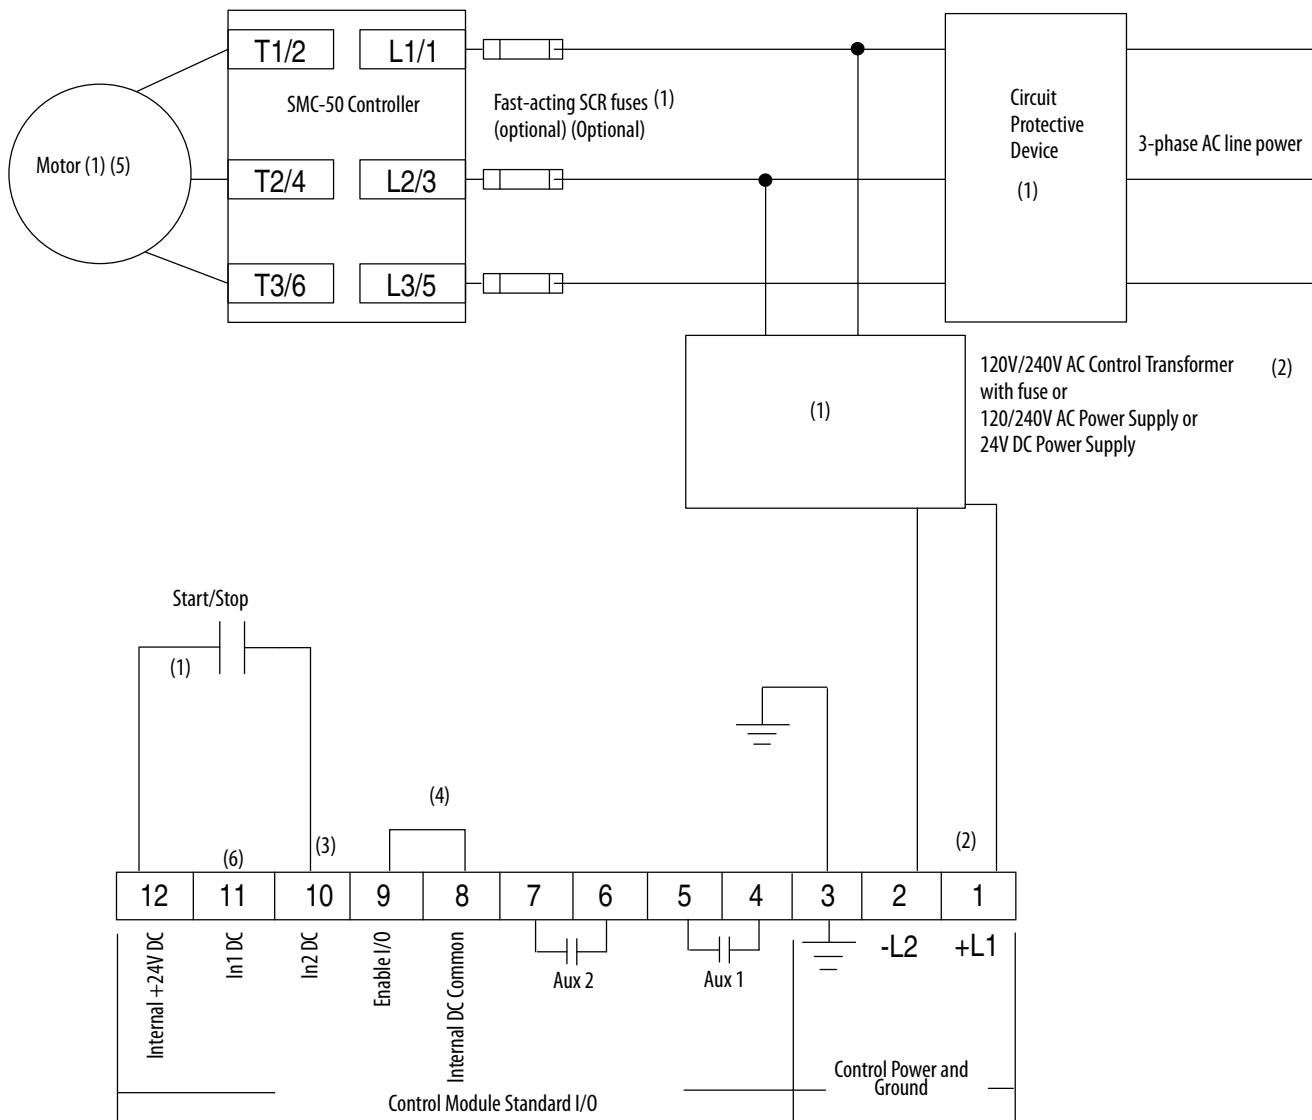 T1/2
L1/1
SMC-50 Controller
Fast-acting SCR fuses (1)
(optional) (Optional)
Circuit
Protective
Device
(1)
3-phase AC line power
Motor (1) (5)
T2/4
L2/3
T3/6
L3/5
(1)
120V/240V AC Control Transformer (2)
with fuse or
120/240V AC Power Supply or
24V DC Power Supply
Start/Stop
(1)
(4)
(6)
(3)
(2)
12
11
10
9
8
7
6
5
4
3
2
1
Internal +24V DC
In1 DC
In2 DC
Enable I/O
Internal DC Common
Aux 2
Aux 1
-L2
+L1
Control Module Standard I/O
Control Power and
Ground